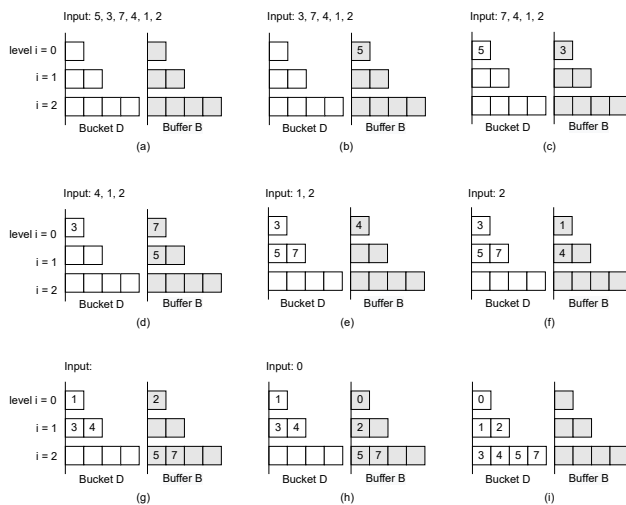 Input: 5, 3, 7, 4, 1, 2
level i = 0
i = 1
i = 2
Bucket D
Buffer B
(a)
Input: 3, 7, 4, 1, 2
5
Bucket D
Buffer B
(b)
Input: 7, 4, 1, 2
5
3
Bucket D
Buffer B
(c)
Input: 4, 1, 2
level i = 0
3
7
i = 1
5
i = 2
Bucket D
Buffer B
(d)
Input: 1, 2
3
4
5 7
Bucket D
Buffer B
(e)
Input: 2
3
1
5 7
4
Bucket D
Buffer B
(f)
Input:
level i = 0
1
2
i = 1
3 4
i = 2
5 7
Bucket D
Buffer B
(g)
Input: 0
1
0
3 4
2
5 7
Bucket D
Buffer B
(h)
0
1 2
3 4 5 7
Bucket D
Buffer B
(i)